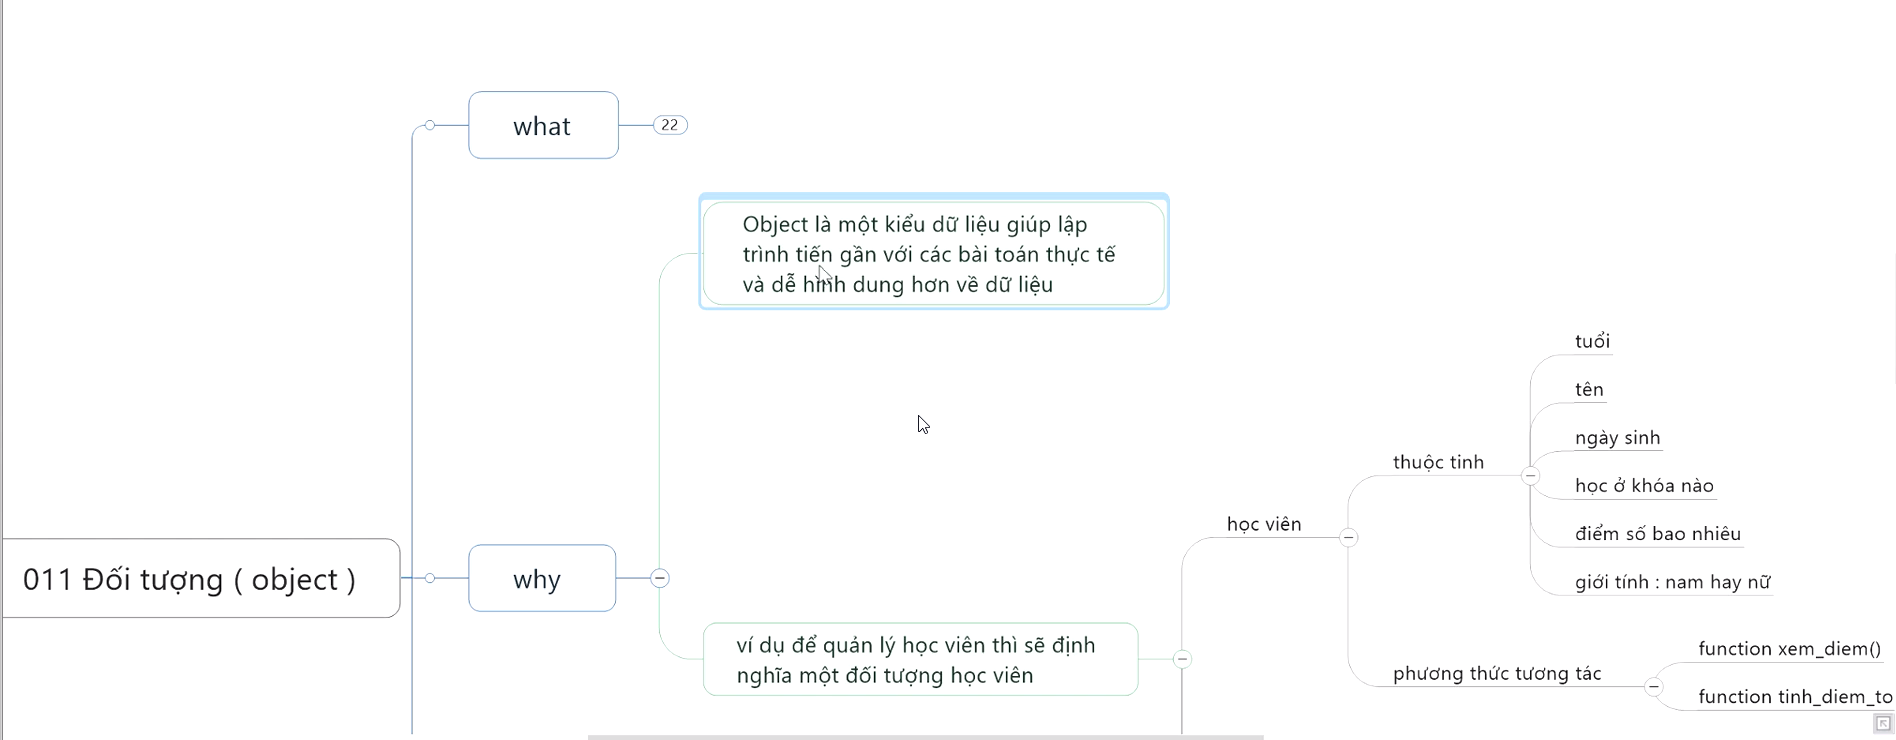 what
22
Object là một kiểu dữ liệu giúp lập
trình tiến gần với các bài toán thực tế
và dễ hình dung hơn về dữ liệu
tuổi
tên
ngày sinh
thuộc tinh
học ở khóa nào
học viên
điểm số bao nhiêu
011 Đối tượng ( object )
why
giới tính : nam hay nữ
ví dụ để quản lý học viên thì sẽ định
nghĩa một đối tượng học viên
function xem_diem()
phương thức tương tác
function tinh_diem_to